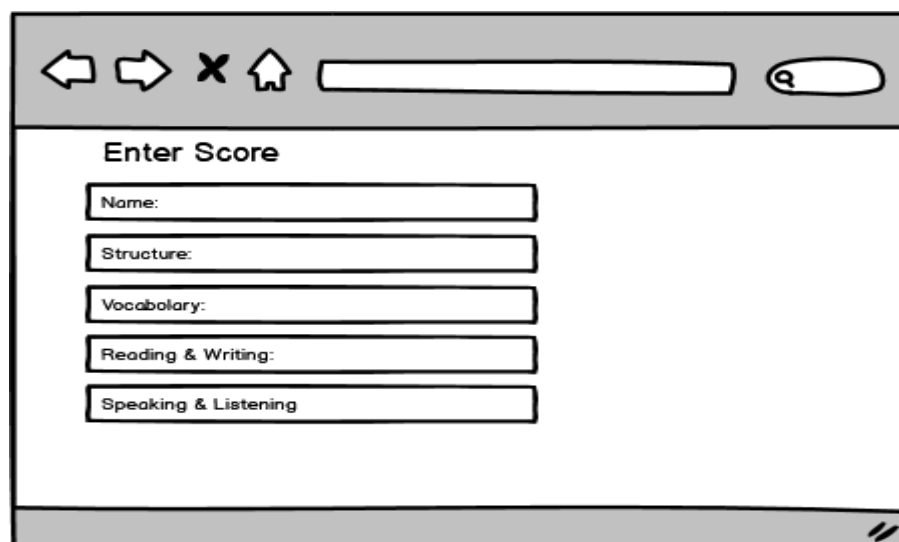 Enter Score
Name:
Structure:
Vocabolary:
Reading & Writing:
Speaking & Listening